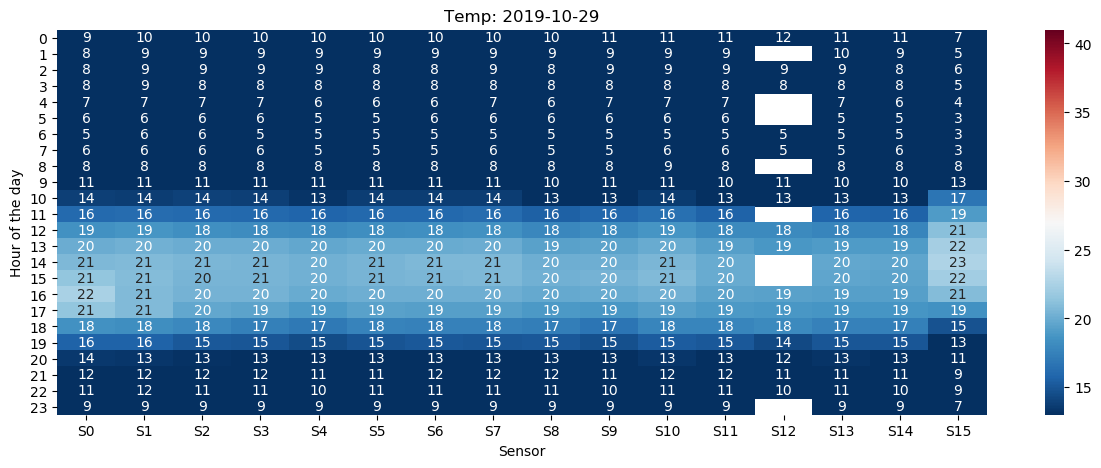 Temp: 2019-10-29
Hour of the day
0 9 10 10 10 10 10 10 10 10 11 11 11 12 11 11 7
1 8 9 9 9 9 9 9 9 9 9 9 9 10 9 5
2 8 9 9 9 9 8 8 9 8 9 9 9 9 9 8 6
3 8 9 8 8 8 8 8 8 8 8 8 8 8 8 8 5
4 7 7 7 7 6 6 6 7 6 7 7 7 7 6 4
5 6 6 6 5 5 5 6 6 6 6 6 6 5 5 3
6 5 6 6 5 5 5 5 5 5 5 5 6 5 5 5 3
7 6 6 6 6 5 5 5 6 5 5 6 6 5 5 6 3
8 8 8 8 8 8 8 8 8 8 8 9 8 8 8 8
9 11 11 11 11 11 11 11 11 10 11 11 10 11 10 10 13
10 14 14 14 14 13 14 14 14 13 13 14 13 13 13 13 17
11 16 16 16 16 16 16 16 16 16 16 16 16 16 16 19
12 19 19 18 18 18 18 18 18 18 18 19 18 18 18 18 21
13 20 20 20 20 20 20 20 20 19 20 20 19 19 19 19 22
14 21 21 21 21 20 21 21 21 20 20 21 20 20 20 23
15 21 21 20 21 20 21 21 21 20 20 21 20 20 20 22
16 22 21 20 20 20 20 20 20 20 20 20 20 19 19 19 21
17 21 21 20 19 19 19 19 19 19 19 19 19 19 19 19 19
18 18 18 18 17 17 18 18 18 17 17 18 18 18 17 17 15
19 16 16 15 15 15 15 15 15 15 15 15 15 14 15 15 13
20 14 13 13 13 13 13 13 13 13 13 13 13 12 13 13 11
21 12 12 12 12 11 12 12 12 11 11 12 12 11 11 11 9
22 11 12 11 11 10 11 11 11 11 10 11 11 10 11 10 9
23 9 9 9 9 9 9 9 9 9 9 9 9 9 9 7
S0 S1 S2 S3 S4 S5 S6 S7 S8 S9 S10 S11 S12 S13 S14 S15
Sensor
40
35
30
25
20
15